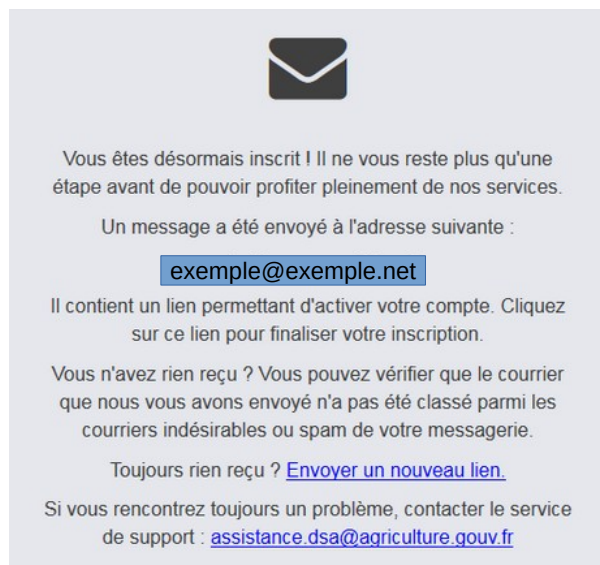 Vous êtes désormais inscrit ! Il ne vous reste plus qu'une
étape avant de pouvoir profiter pleinement de nos services.
Un message a été envoyé à l'adresse suivante :
exemple@exemple.net
Il contient un lien permettant d'activer votre compte. Cliquez
sur ce lien pour finaliser votre inscription.
Vous n'avez rien reçu ? Vous pouvez vérifier que le courrier
que nous vous avons envoyé n'a pas été classé parmi les
courriers indésirables ou spam de votre messagerie.
Toujours rien reçu ? Envoyer un nouveau lien.
Si vous rencontrez toujours un problème, contacter le service
de support : assistance.dsa@agriculture.gouv.fr